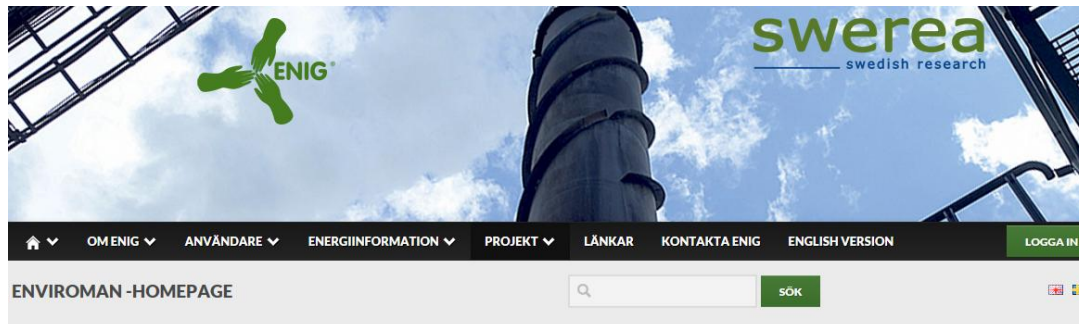 ENIG®
swerea
swedish research
OM ENIG ANVÄNDARE ENERGIINFORMATION PROJEKT LÄNKAR KONTAKTA ENIG ENGLISH VERSION LOGGA IN
ENVIROMAN -HOMEPAGE SÖK